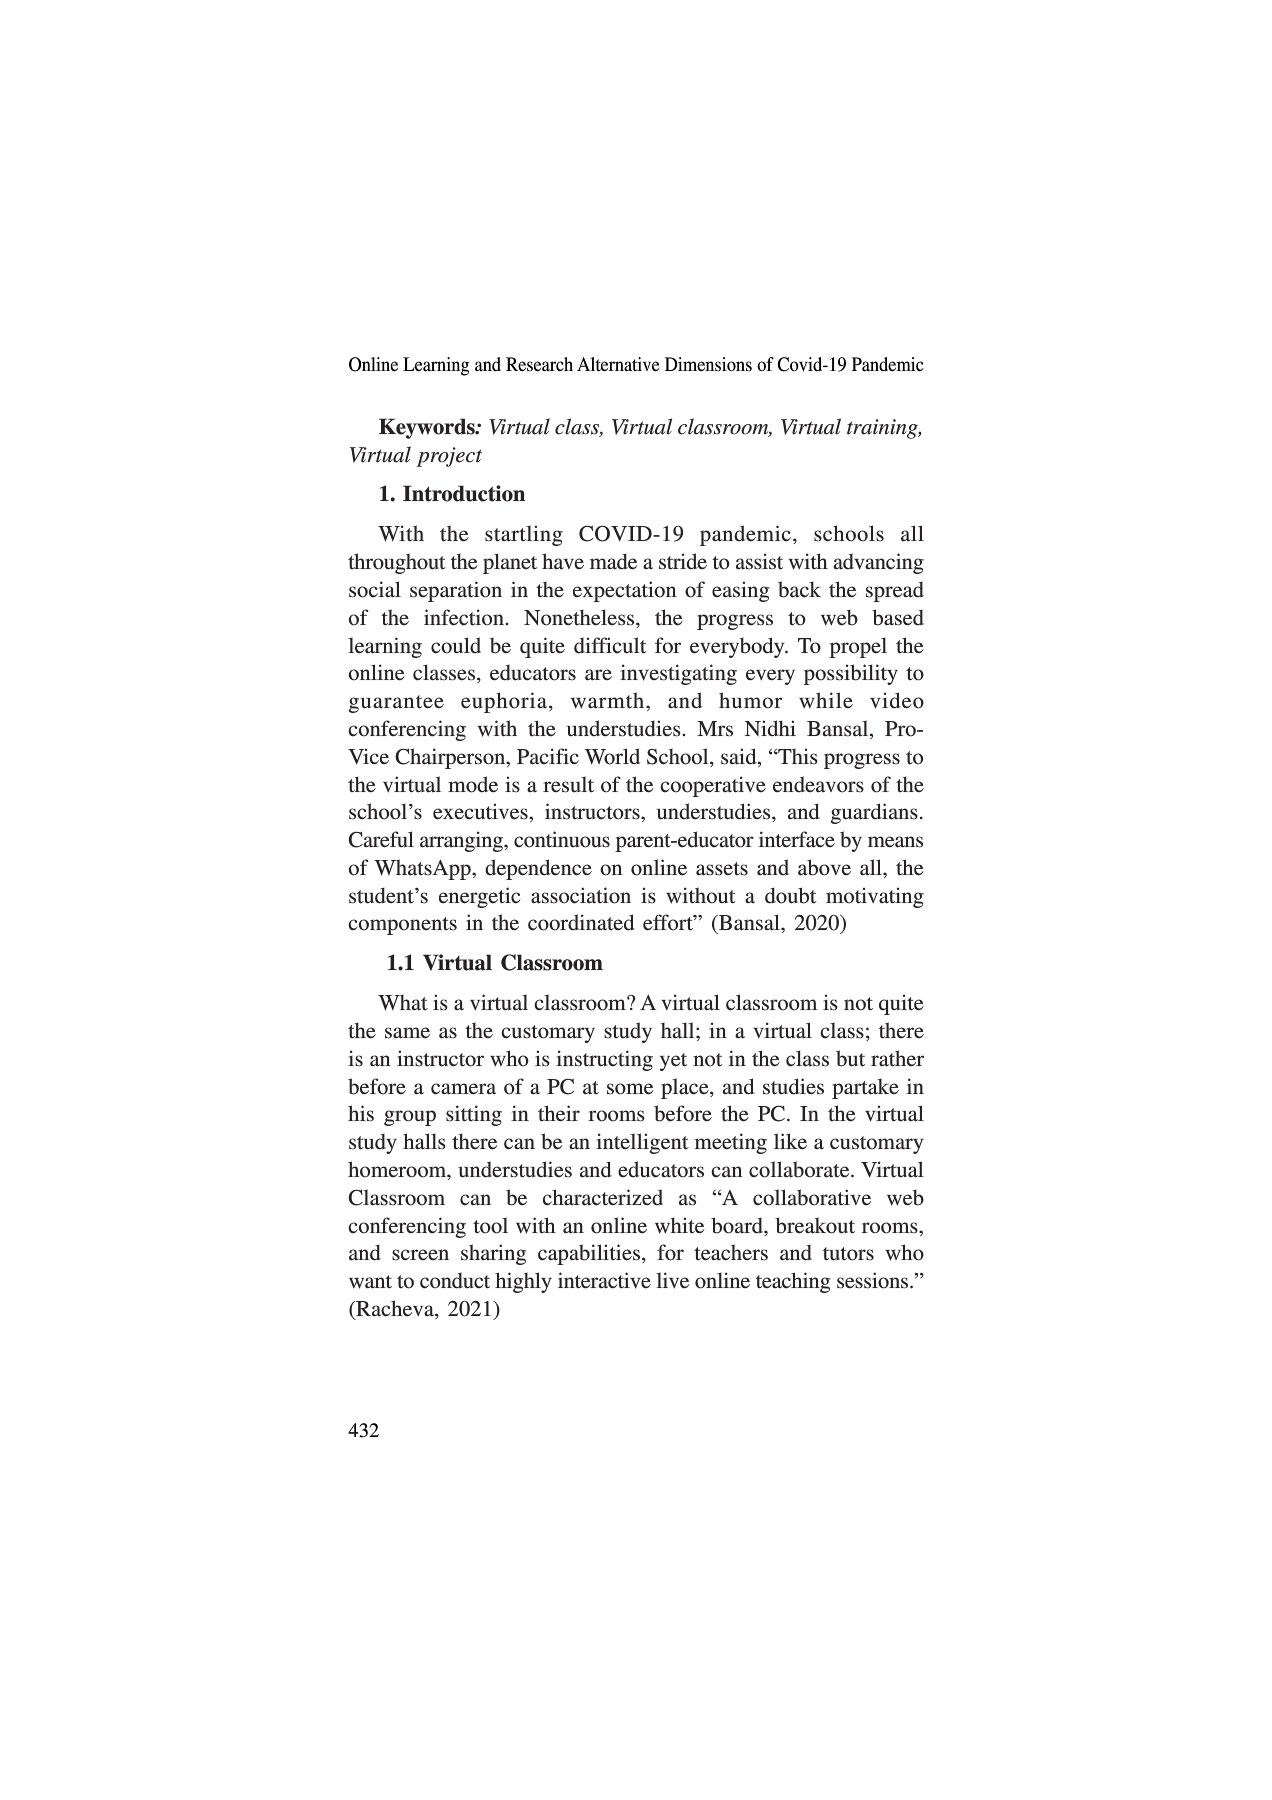 Online Learning and Research Alternative Dimensions of Covid-19 Pandemic
Keywords: Virtual class, Virtual classroom, Virtual training,
Virtual project
1. Introduction
With the startling COVID-19 pandemic, schools all
throughout the planet have made a stride to assist with advancing
social separation in the expectation of easing back the spread
of the infection. Nonetheless, the progress to web based
learning could be quite difficult for everybody. To propel the
online classes, educators are investigating every possibility to
guarantee euphoria, warmth, and humor while video
conferencing with the understudies. Mrs Nidhi Bansal, Pro-
Vice Chairperson, Pacific World School, said, “This progress to
the virtual mode is a result of the cooperative endeavors of the
school’s executives, instructors, understudies, and guardians.
Careful arranging, continuous parent-educator interface by means
of WhatsApp, dependence on online assets and above all, the
student’s energetic association is without a doubt motivating
components in the coordinated effort” (Bansal, 2020)
1.1 Virtual Classroom
What is a virtual classroom? A virtual classroom is not quite
the same as the customary study hall; in a virtual class; there
is an instructor who is instructing yet not in the class but rather
before a camera of a PC at some place, and studies partake in
his group sitting in their rooms before the PC. In the virtual
study halls there can be an intelligent meeting like a customary
homeroom, understudies and educators can collaborate. Virtual
Classroom can be characterized as “A collaborative web
conferencing tool with an online white board, breakout rooms,
and screen sharing capabilities, for teachers and tutors who
want to conduct highly interactive live online teaching sessions.”
(Racheva, 2021)
432